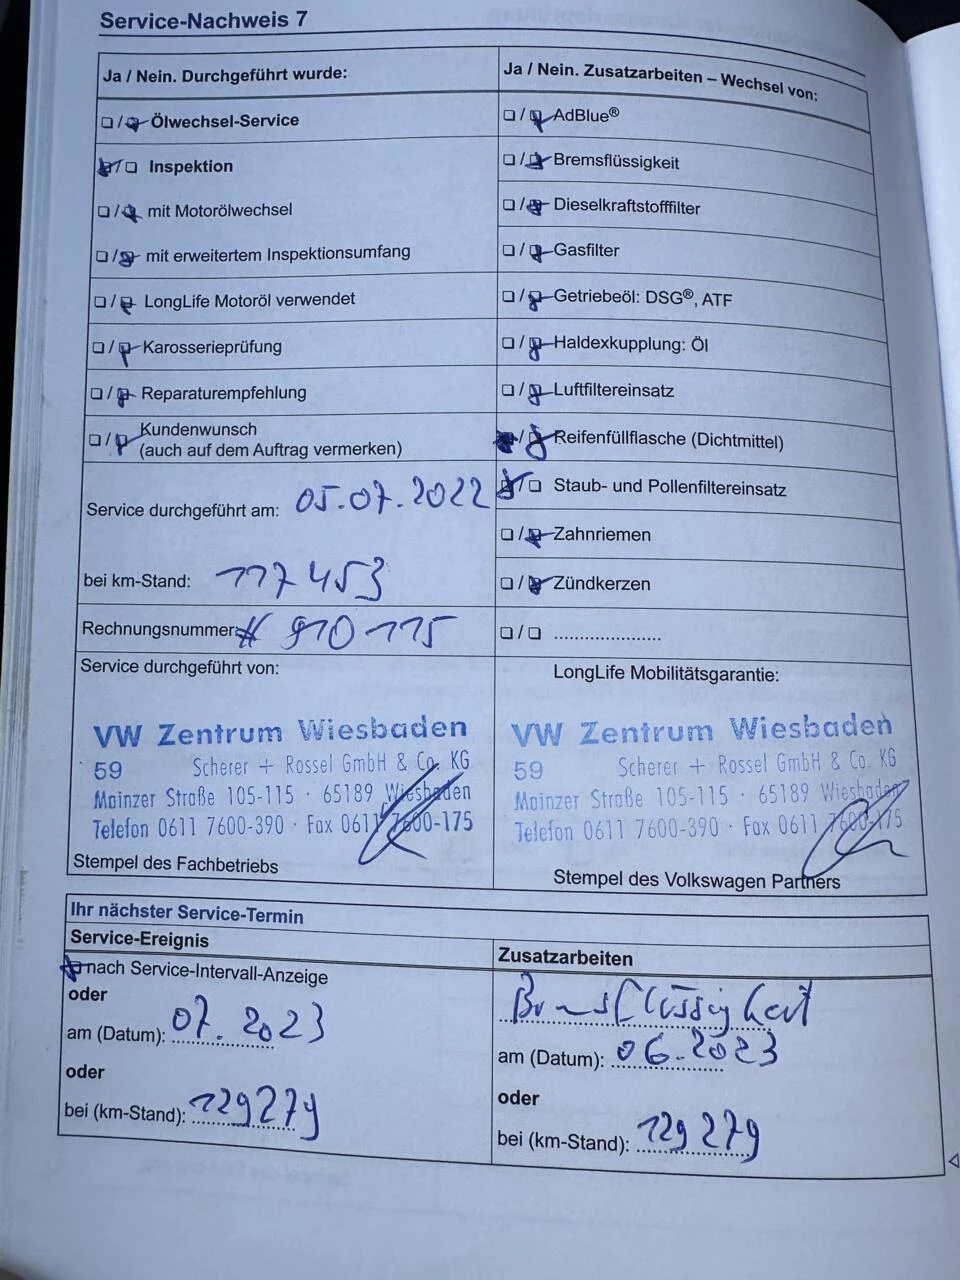 Service-Nachweis 7
Ja / Nein. Durchgeführt wurde:
☐/☒ Ölwechsel-Service
☒/☐ Inspektion
☐/☒ mit Motorölwechsel
☐/☒ mit erweitertem Inspektionsumfang
☐/☒ LongLife Motoröl verwendet
☐/☒ Karosserieprüfung
☐/☒ Reparaturempfehlung
☐/☒ Kundenwunsch
(auch auf dem Auftrag vermerken)
Service durchgeführt am: 05.07.2022
bei km-Stand: 117453
Rechnungsnummer: # 910115
Service durchgeführt von:
VW Zentrum Wiesbaden
59 Scherer + Rossel GmbH & Co. KG
Mainzer Straße 105-115 · 65189 Wiesbaden
Telefon 0611 7600-390 · Fax 0611 7600-175
Stempel des Fachbetriebs
Ja / Nein. Zusatzarbeiten – Wechsel von:
☐/☒ AdBlue®
☐/☒ Bremsflüssigkeit
☐/☒ Dieselkraftstofffilter
☐/☒ Gasfilter
☐/☒ Getriebeöl: DSG®, ATF
☐/☒ Haldexkupplung: Öl
☐/☒ Luftfiltereinsatz
☒/☒ Reifenfüllflasche (Dichtmittel)
☒/☐ Staub- und Pollenfiltereinsatz
☐/☒ Zahnriemen
☐/☒ Zündkerzen
☐/☐ .....................
LongLife Mobilitätsgarantie:
VW Zentrum Wiesbaden
59 Scherer + Rossel GmbH & Co. KG
Mainzer Straße 105-115 · 65189 Wiesbaden
Telefon 0611 7600-390 · Fax 0611 7600-175
Stempel des Volkswagen Partners
Ihr nächster Service-Termin
Service-Ereignis
☒ nach Service-Intervall-Anzeige
oder
am (Datum): 07.2023
oder
bei (km-Stand): 129279
Zusatzarbeiten
Bremsflüssigkeit
am (Datum): 06.2023
oder
bei (km-Stand): 129279